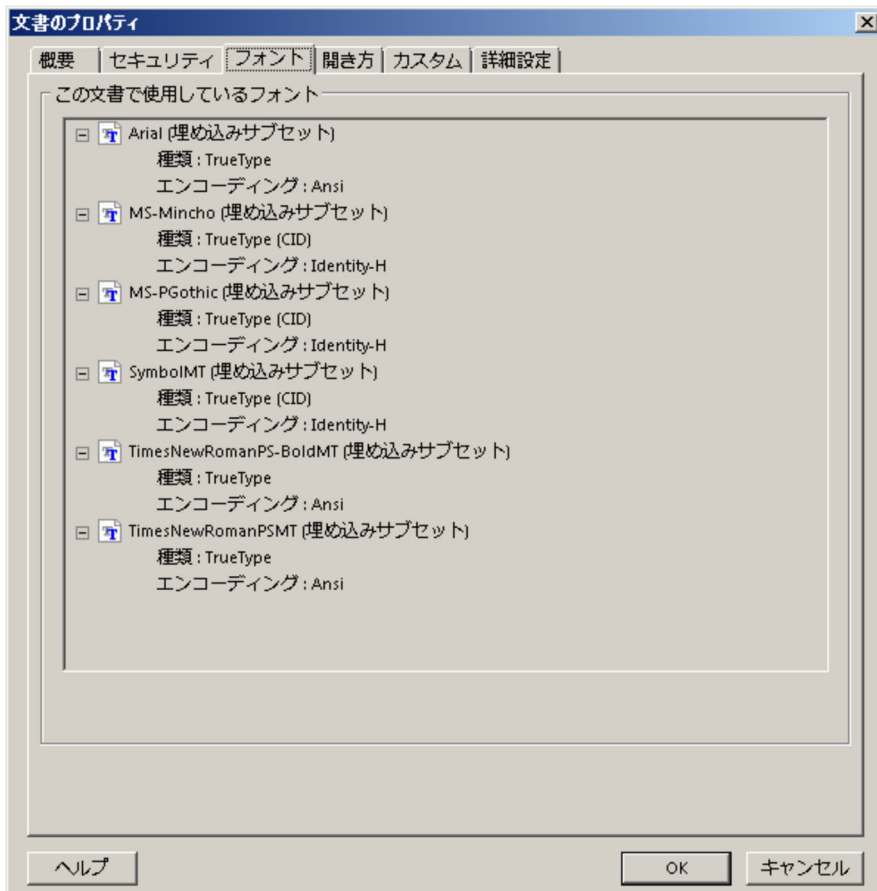 文書のプロパティ
概要 セキュリティ フォント 開き方 カスタム 詳細設定
この文書で使用しているフォント
Arial (埋め込みサブセット)
種類 : TrueType
エンコーディング : Ansi
MS-Mincho (埋め込みサブセット)
種類 : TrueType (CID)
エンコーディング : Identity-H
MS-PGothic (埋め込みサブセット)
種類 : TrueType (CID)
エンコーディング : Identity-H
SymbolMT (埋め込みサブセット)
種類 : TrueType (CID)
エンコーディング : Identity-H
TimesNewRomanPS-BoldMT (埋め込みサブセット)
種類 : TrueType
エンコーディング : Ansi
TimesNewRomanPSMT (埋め込みサブセット)
種類 : TrueType
エンコーディング : Ansi
ヘルプ OK キャンセル